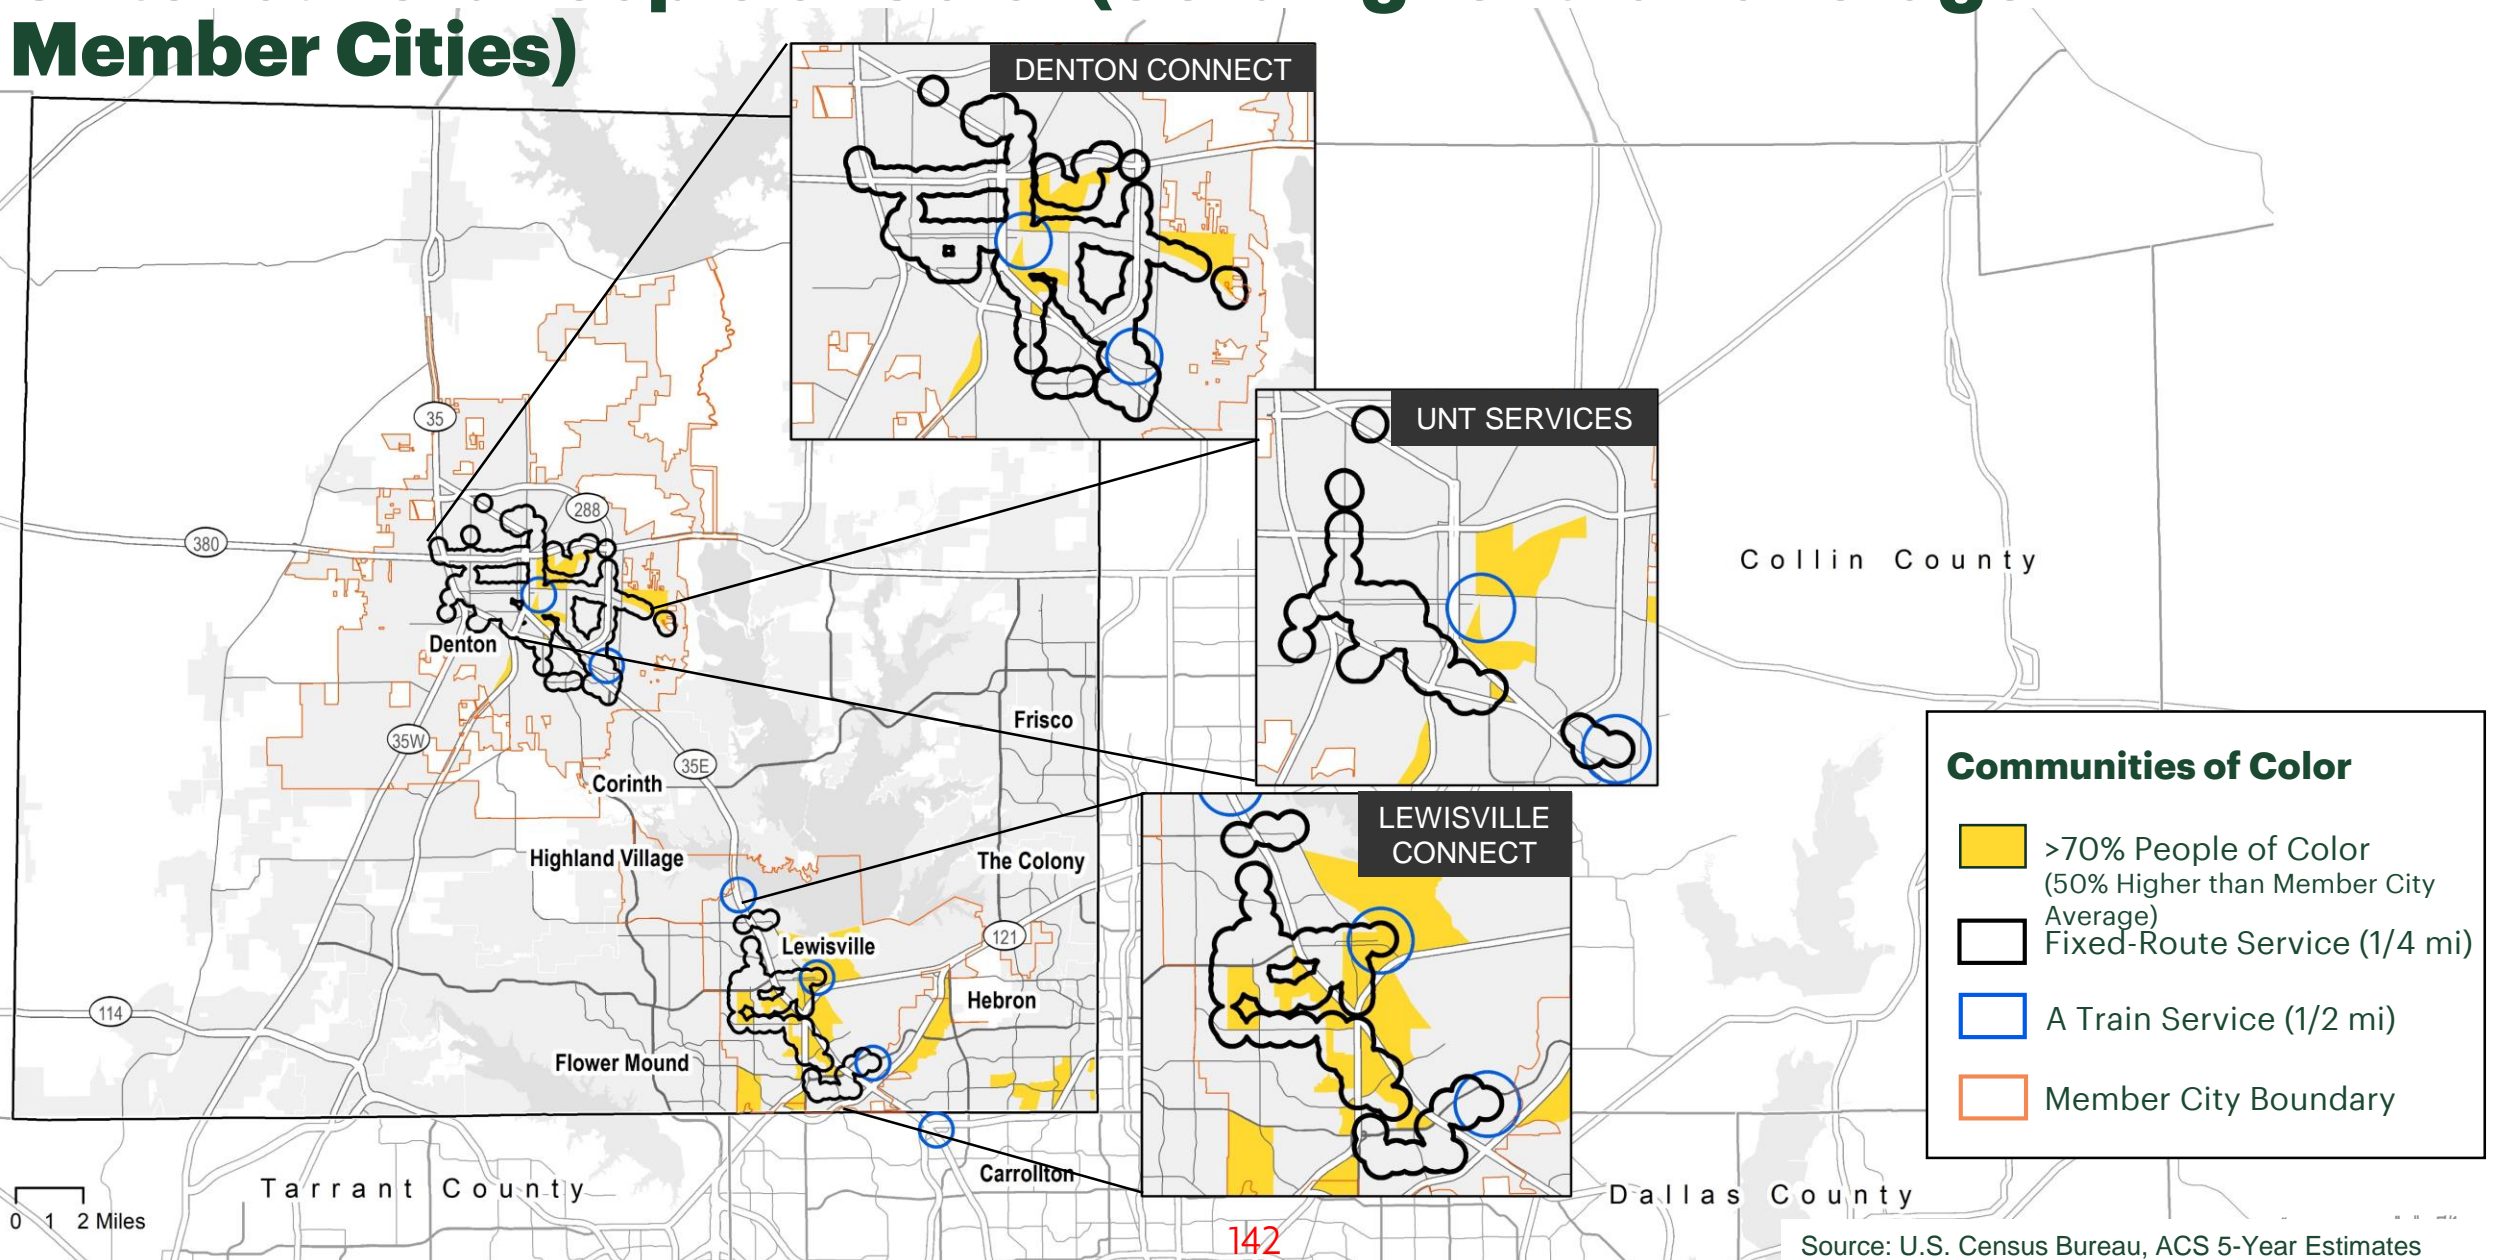 Member Cities)
DENTON CONNECT
UNT SERVICES
LEWISVILLE
CONNECT
35
288
380
Denton
35W
35E
Corinth
Frisco
Highland Village
The Colony
Lewisville
121
Hebron
114
Flower Mound
Carrollton
Collin County
Tarrant County
Dallas County
0 1 2 Miles
Communities of Color
>70% People of Color
(50% Higher than Member City
Average)
Fixed-Route Service (1/4 mi)
A Train Service (1/2 mi)
Member City Boundary
142
Source: U.S. Census Bureau, ACS 5-Year Estimates